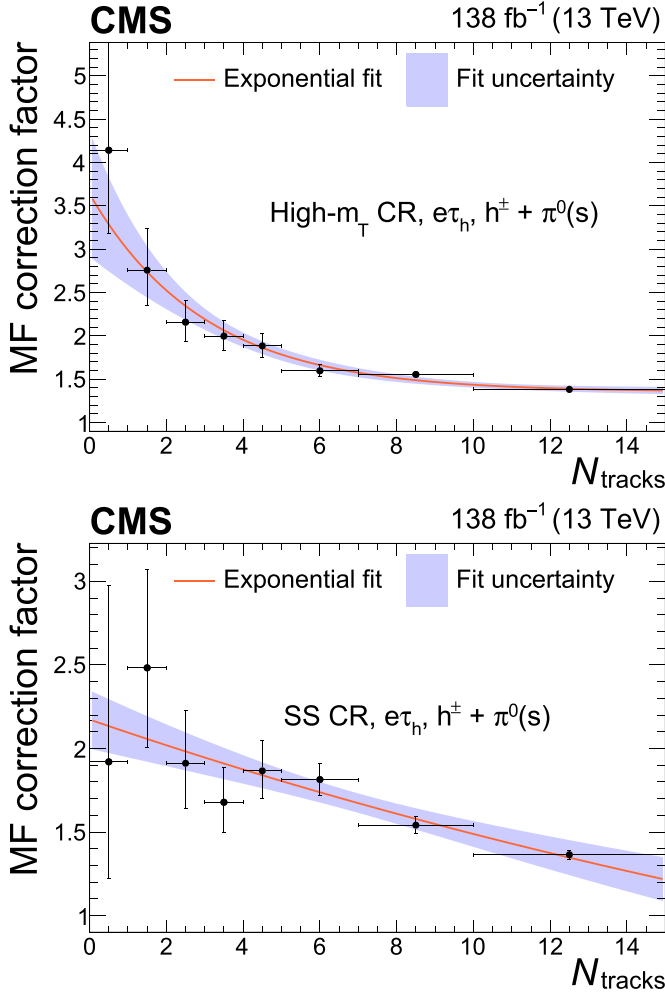 CMS 138 fb⁻¹ (13 TeV)
Exponential fit Fit uncertainty
High-m_T CR, eτ_h, h^± + π⁰(s)
MF correction factor
5
4.5
4
3.5
3
2.5
2
1.5
1
0 2 4 6 8 10 12 14
N_tracks
CMS 138 fb⁻¹ (13 TeV)
Exponential fit Fit uncertainty
SS CR, eτ_h, h^± + π⁰(s)
MF correction factor
3
2.5
2
1.5
1
0 2 4 6 8 10 12 14
N_tracks